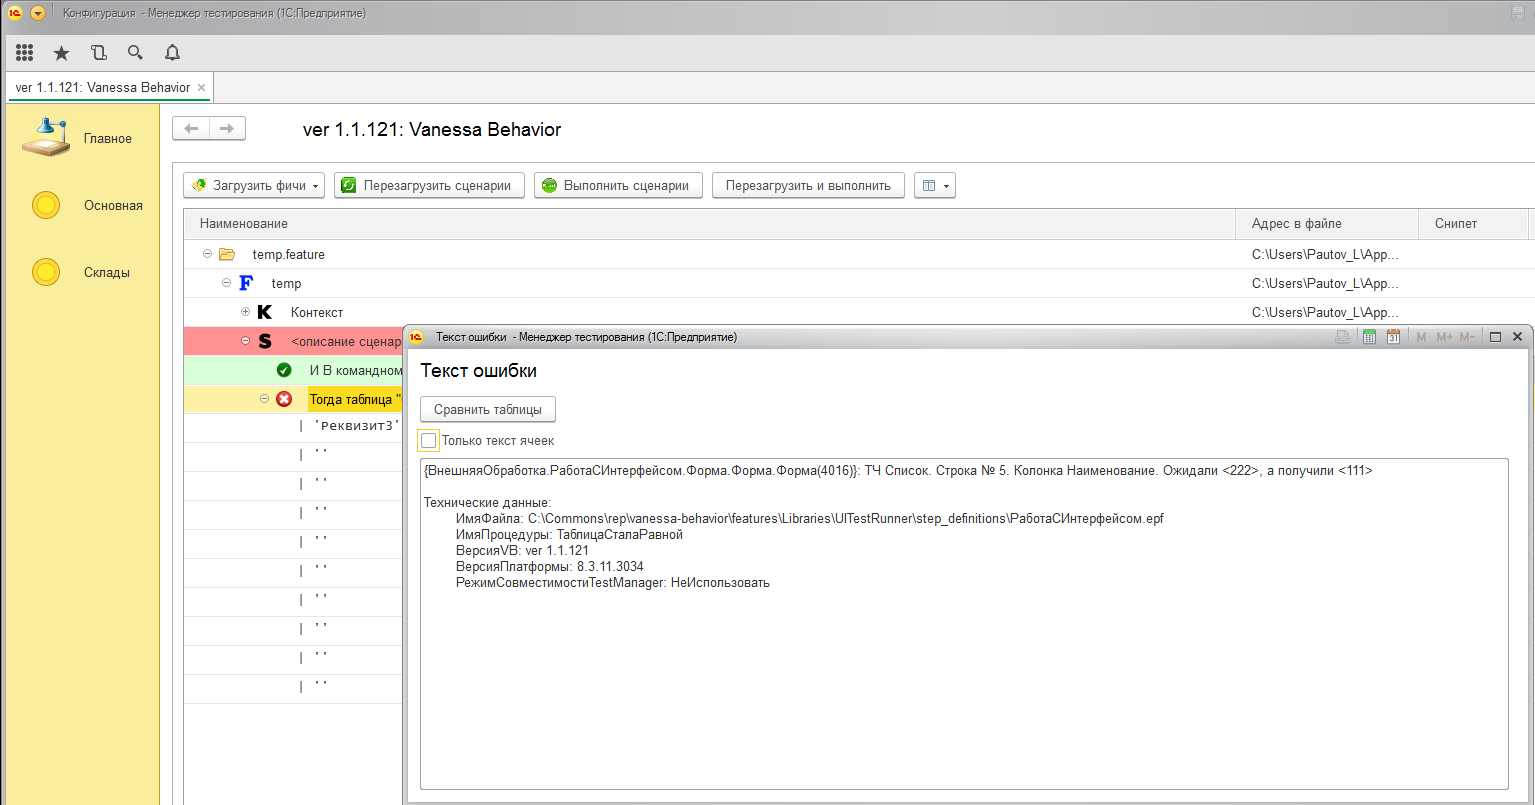 Конфигурация - Менеджер тестирования (1С:Предприятие)
ver 1.1.121: Vanessa Behavior
Главное
Основная
Склады
ver 1.1.121: Vanessa Behavior
Загрузить фичи
Перезагрузить сценарии
Выполнить сценарии
Перезагрузить и выполнить
Наименование
Адрес в файле
Снипет
temp.feature
C:\Users\Pautov_L\App...
F temp
C:\Users\Pautov_L\App...
K Контекст
C:\Users\Pautov_L\App...
S <описание сценар
И В командном
Тогда таблица "
| 'Реквизит3'
| ''
| ''
| ''
| ''
| ''
| ''
| ''
| ''
| ''
Текст ошибки - Менеджер тестирования (1С:Предприятие)
31
M M+ M-
Текст ошибки
Сравнить таблицы
Только текст ячеек
{ВнешняяОбработка.РаботаСИнтерфейсом.Форма.Форма.Форма(4016)}: ТЧ Список. Строка № 5. Колонка Наименование. Ожидали <222>, а получили <111>
Технические данные:
ИмяФайла: C:\Commons\rep\vanessa-behavior\features\Libraries\UITestRunner\step_definitions\РаботаСИнтерфейсом.epf
ИмяПроцедуры: ТаблицаСталаРавной
ВерсияVB: ver 1.1.121
ВерсияПлатформы: 8.3.11.3034
РежимСовместимостиTestManager: НеИспользовать